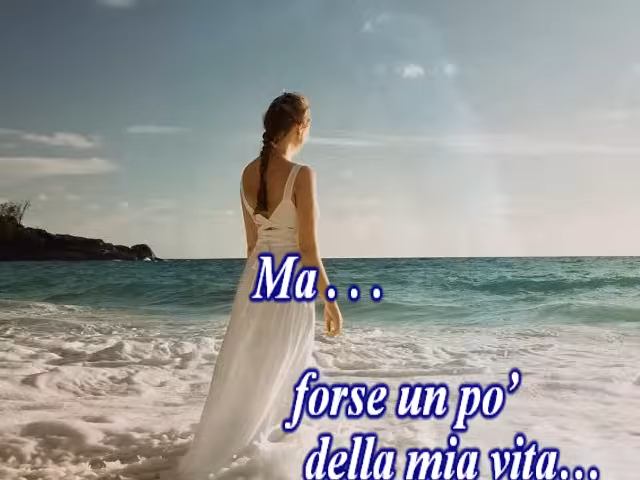 Ma . . .
forse un po’
della mia vita...